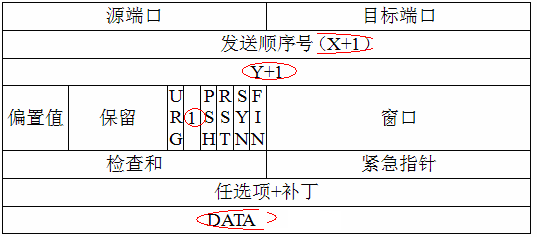 源端口 目标端口
发送顺序号(X+1)
Y+1
偏置值 保留 URG 1 PSH RST SYN FIN 窗口
检查和 紧急指针
任选项+补丁
DATA